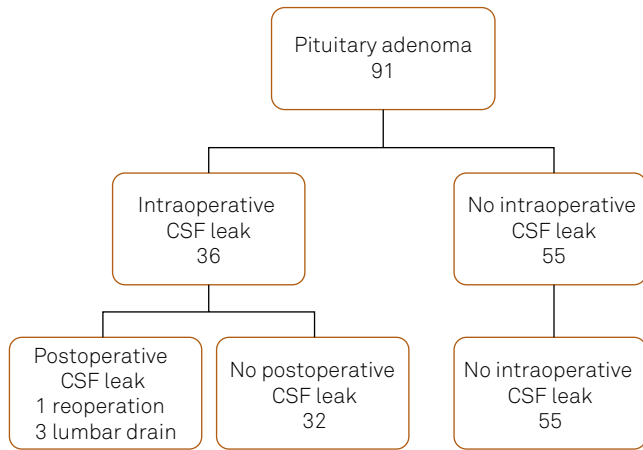 Pituitary adenoma
91
Intraoperative
CSF leak
36
No intraoperative
CSF leak
55
Postoperative
CSF leak
1 reoperation
3 lumbar drain
No postoperative
CSF leak
32
No intraoperative
CSF leak
55